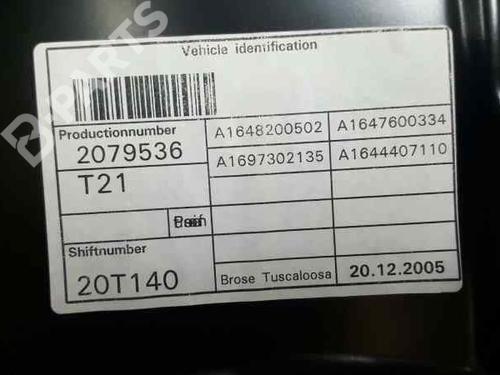 Vehicle identification
Productionnumber
2079536
T21
Shiftnumber
20T140
A1648200502
A1647600334
A1697302135
A1644407110
Brose Tuscaloosa
20.12.2005
B-PARTS